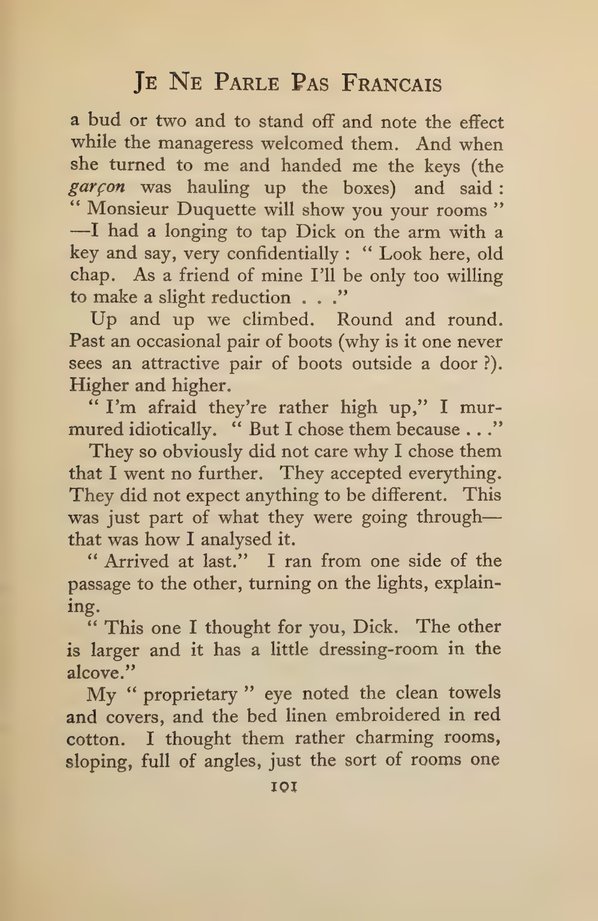 Je Ne Parle Pas Francais
a bud or two and to stand off and note the effect
while the manageress welcomed them. And when
she turned to me and handed me the keys (the
garçon was hauling up the boxes) and said :
“ Monsieur Duquette will show you your rooms ”
—I had a longing to tap Dick on the arm with a
key and say, very confidentially : “ Look here, old
chap. As a friend of mine I’ll be only too willing
to make a slight reduction . . .”
Up and up we climbed. Round and round.
Past an occasional pair of boots (why is it one never
sees an attractive pair of boots outside a door ?).
Higher and higher.
“ I’m afraid they’re rather high up,” I mur-
mured idiotically. “ But I chose them because . . .”
They so obviously did not care why I chose them
that I went no further. They accepted everything.
They did not expect anything to be different. This
was just part of what they were going through—
that was how I analysed it.
“ Arrived at last.” I ran from one side of the
passage to the other, turning on the lights, explain-
ing.
“ This one I thought for you, Dick. The other
is larger and it has a little dressing-room in the
alcove.”
My “ proprietary ” eye noted the clean towels
and covers, and the bed linen embroidered in red
cotton. I thought them rather charming rooms,
sloping, full of angles, just the sort of rooms one
101